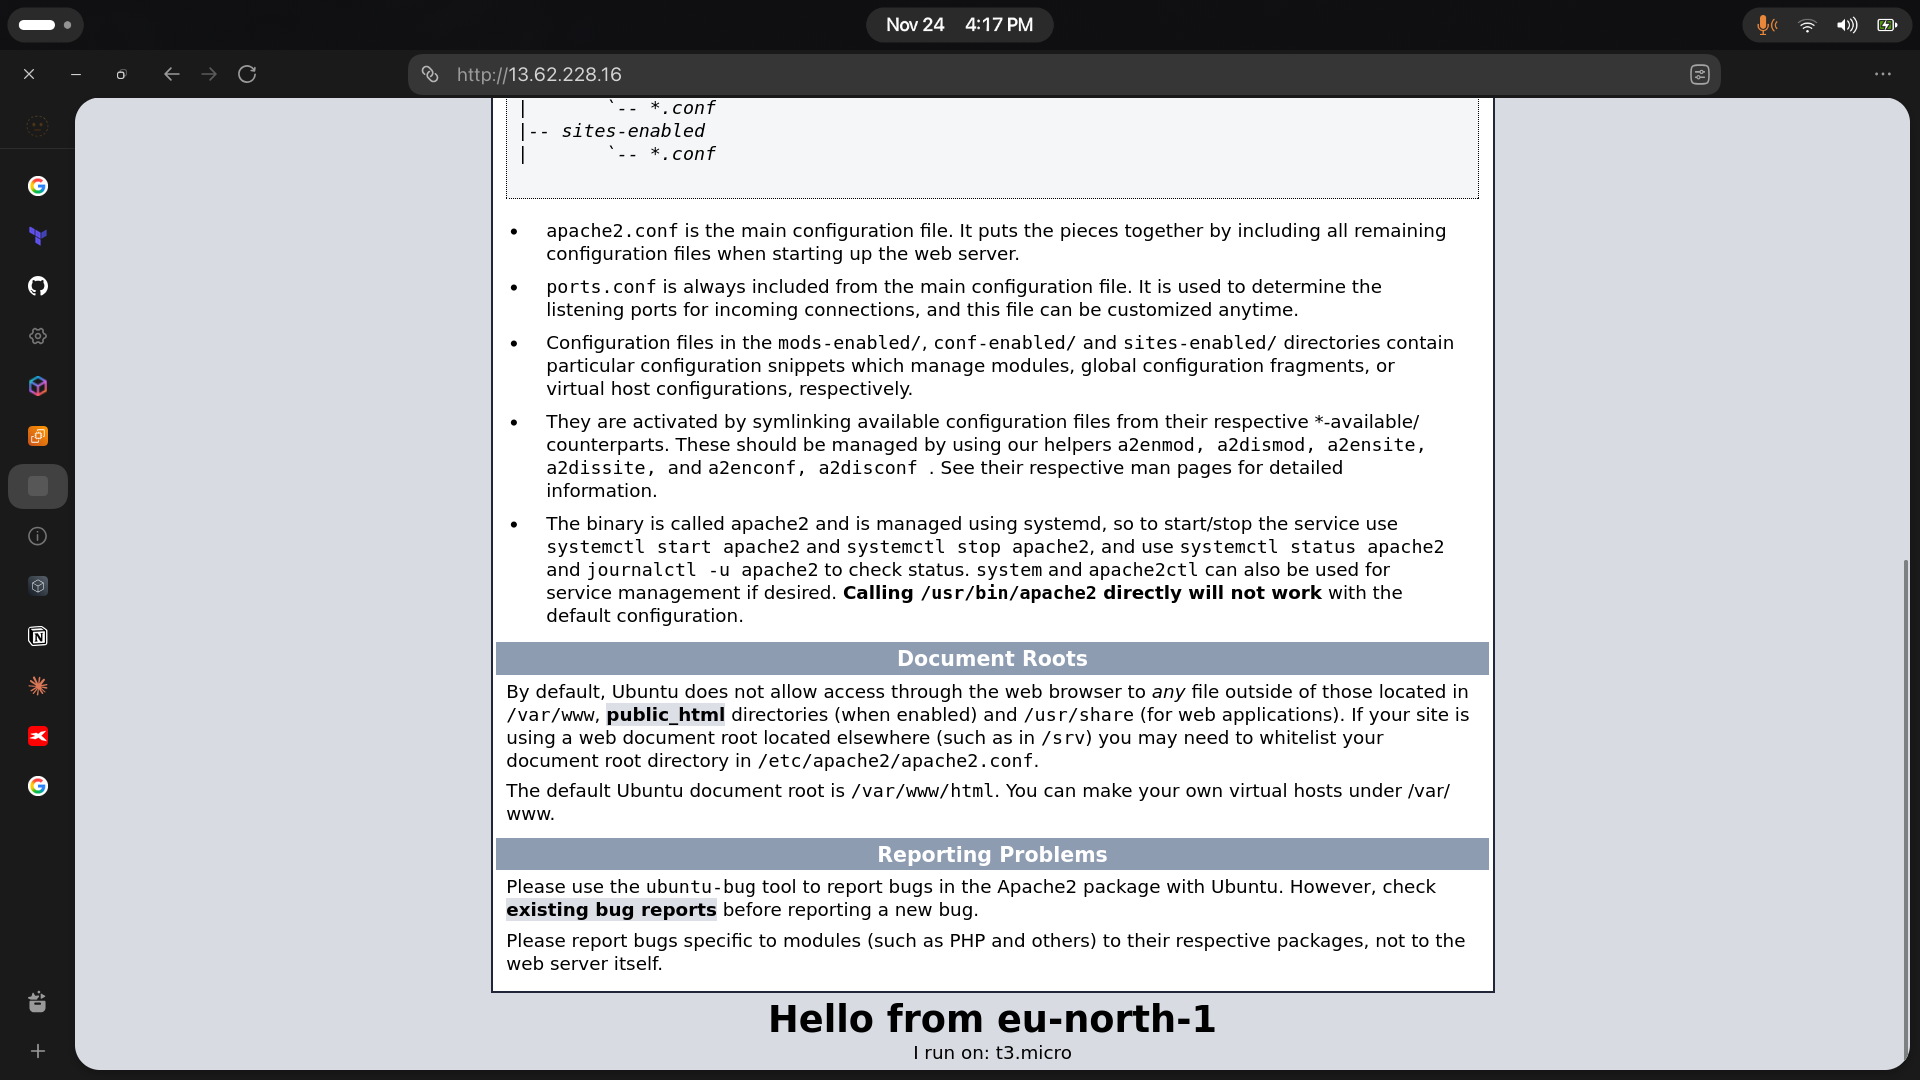 Nov 24 4:17 PM
http://13.62.228.16
| `-- *.conf
|-- sites-enabled
| `-- *.conf
• apache2.conf is the main configuration file. It puts the pieces together by including all remaining
configuration files when starting up the web server.
• ports.conf is always included from the main configuration file. It is used to determine the
listening ports for incoming connections, and this file can be customized anytime.
• Configuration files in the mods-enabled/, conf-enabled/ and sites-enabled/ directories contain
particular configuration snippets which manage modules, global configuration fragments, or
virtual host configurations, respectively.
• They are activated by symlinking available configuration files from their respective *-available/
counterparts. These should be managed by using our helpers a2enmod, a2dismod, a2ensite,
a2dissite, and a2enconf, a2disconf . See their respective man pages for detailed
information.
• The binary is called apache2 and is managed using systemd, so to start/stop the service use
systemctl start apache2 and systemctl stop apache2, and use systemctl status apache2
and journalctl -u apache2 to check status. system and apache2ctl can also be used for
service management if desired. Calling /usr/bin/apache2 directly will not work with the
default configuration.
Document Roots
By default, Ubuntu does not allow access through the web browser to any file outside of those located in
/var/www, public_html directories (when enabled) and /usr/share (for web applications). If your site is
using a web document root located elsewhere (such as in /srv) you may need to whitelist your
document root directory in /etc/apache2/apache2.conf.
The default Ubuntu document root is /var/www/html. You can make your own virtual hosts under /var/
www.
Reporting Problems
Please use the ubuntu-bug tool to report bugs in the Apache2 package with Ubuntu. However, check
existing bug reports before reporting a new bug.
Please report bugs specific to modules (such as PHP and others) to their respective packages, not to the
web server itself.
Hello from eu-north-1
I run on: t3.micro